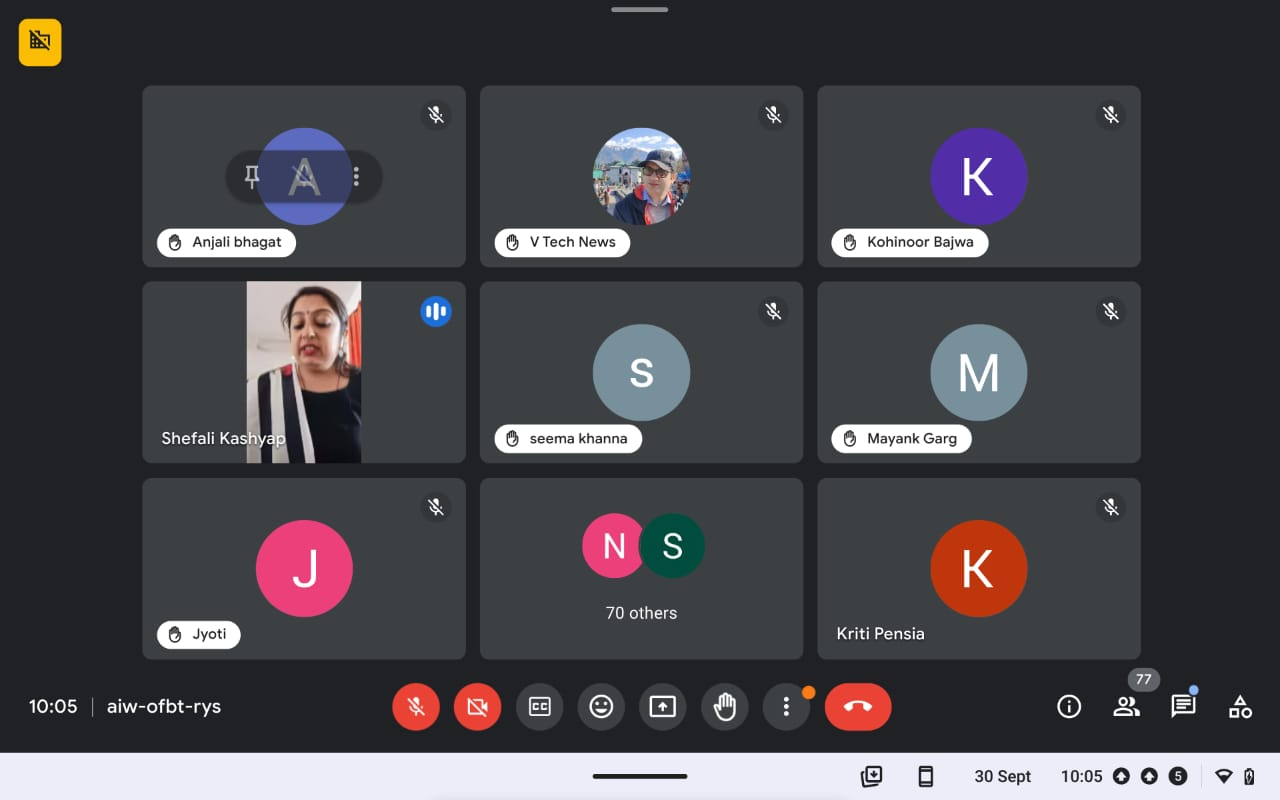 A
Anjali bhagat
V Tech News
K
Kohinoor Bajwa
Shefali Kashyap
s
seema khanna
M
Mayank Garg
J
Jyoti
N S
70 others
K
Kriti Pensia
10:05 | aiw-ofbt-rys
CC
77
30 Sept 10:05 5